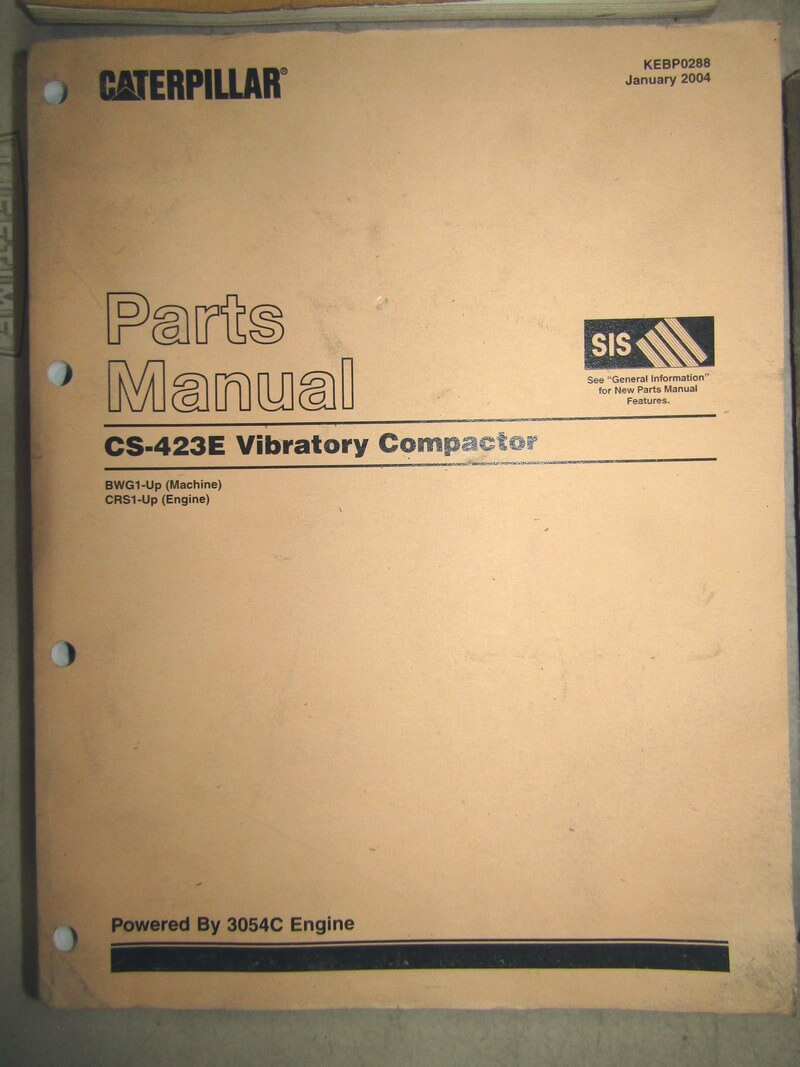 CATERPILLAR®
KEBP0288
January 2004
Parts
Manual
SIS
See "General Information"
for New Parts Manual
Features.
CS-423E Vibratory Compactor
BWG1-Up (Machine)
CRS1-Up (Engine)
Powered By 3054C Engine